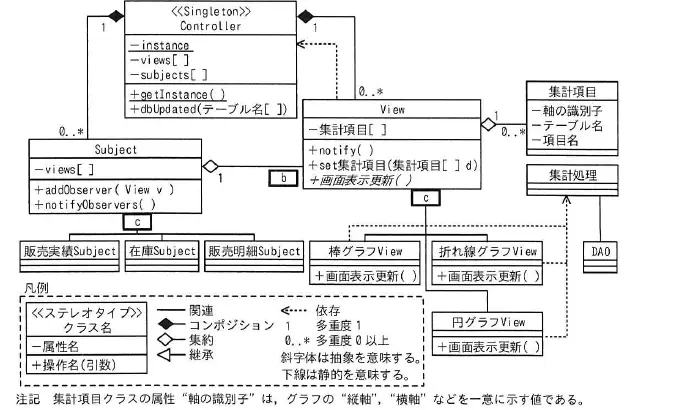 <<Singleton>>
Controller
－instance
－views[ ]
－subjects[ ]
＋getInstance( )
＋dbUpdated(テーブル名[ ])
1
1
0..*
0..*
View
－集計項目[ ]
＋notify( )
＋set集計項目(集計項目[ ] d)
＋画面表示更新( )
1
0..*
集計項目
－軸の識別子
－テーブル名
－項目名
Subject
－views[ ]
＋addObserver( View v )
＋notifyObservers( )
1
b
集計処理
c
c
販売実績Subject
在庫Subject
販売明細Subject
棒グラフView
＋画面表示更新( )
折れ線グラフView
＋画面表示更新( )
DAO
円グラフView
＋画面表示更新( )
凡例
<<ステレオタイプ>>
クラス名
－属性名
＋操作名(引数)
関連
コンポジション
集約
継承
依存
1 多重度 1
0..* 多重度 0 以上
斜字体は抽象を意味する。
下線は静的を意味する。
注記 集計項目クラスの属性“軸の識別子”は，グラフの“縦軸”，“横軸”などを一意に示す値である。